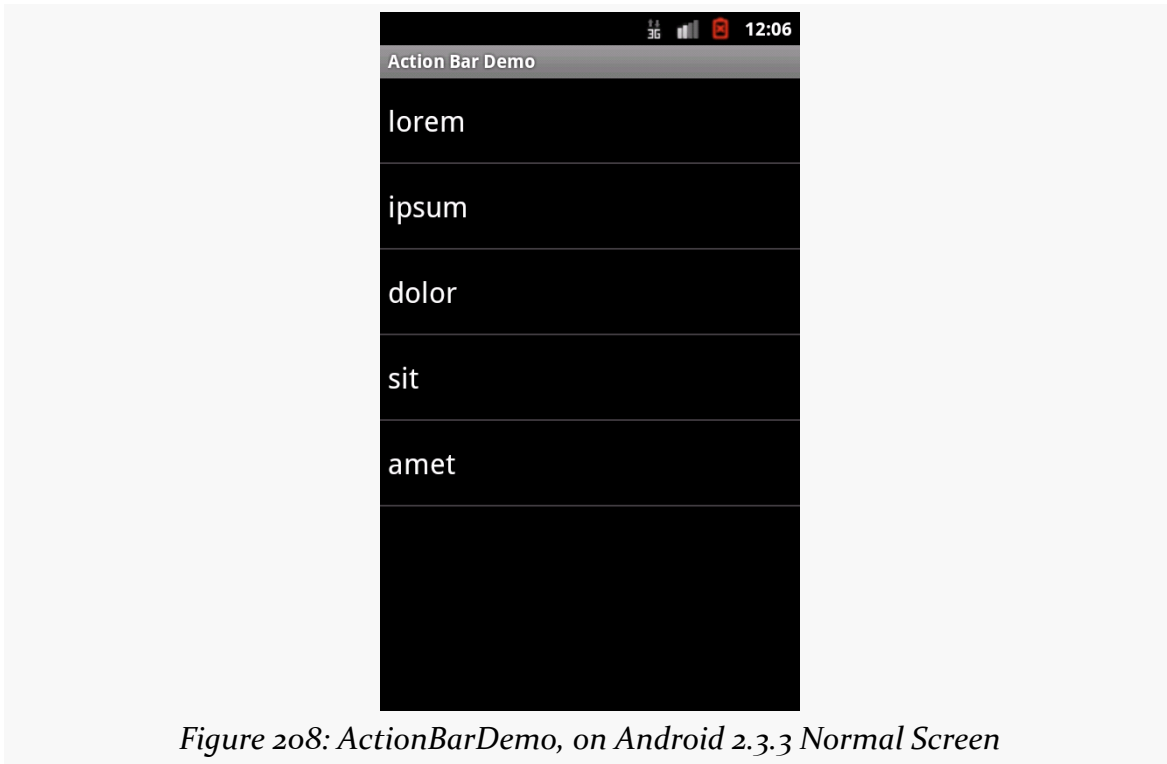 3G 12:06
Action Bar Demo
lorem
ipsum
dolor
sit
amet
Figure 208: ActionBarDemo, on Android 2.3.3 Normal Screen